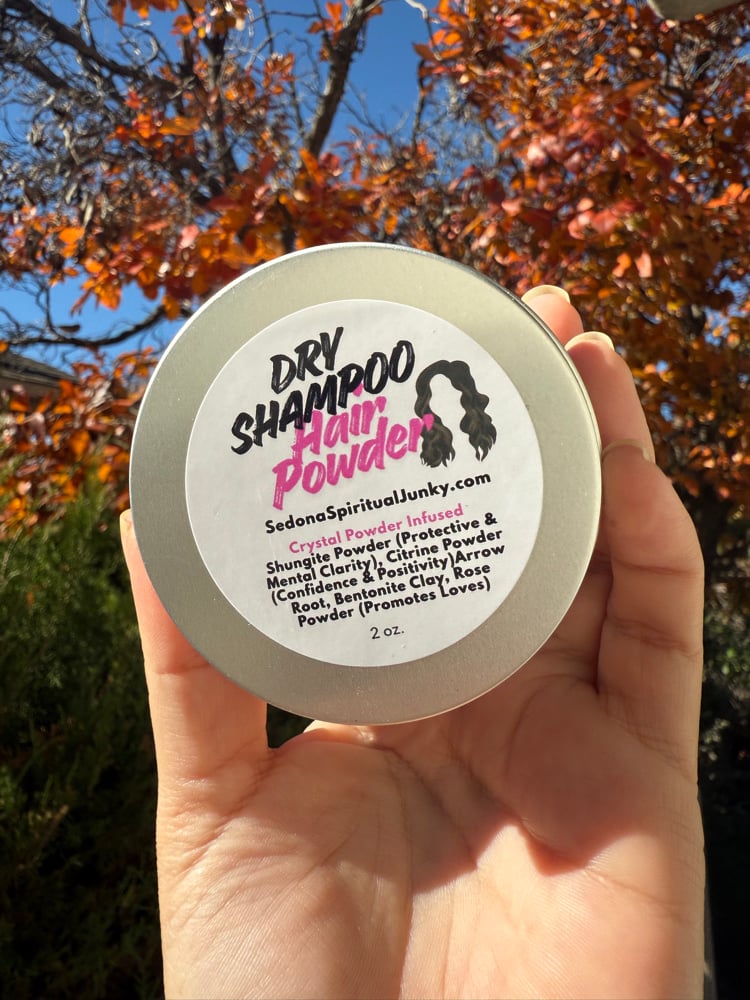 DRY
SHAMPOO
Hair
Powder
SedonaSpiritualJunky.com
Crystal Powder Infused
Shungite Powder (Protective &
Mental Clarity), Citrine Powder
(Confidence & Positivity)Arrow
Root, Bentonite Clay, Rose
Powder (Promotes Loves)
2 oz.